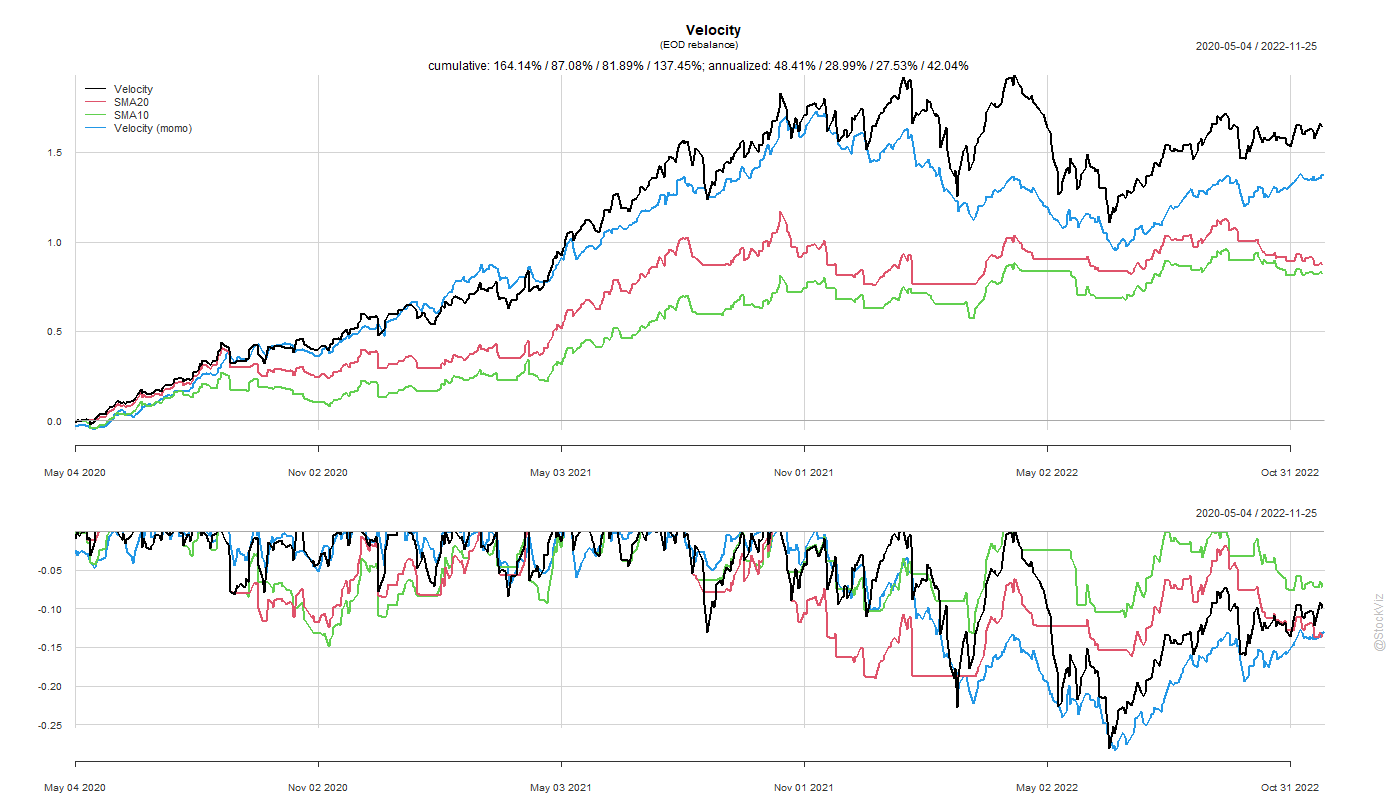 Velocity
(EOD rebalance)
2020-05-04 / 2022-11-25
cumulative: 164.14% / 87.08% / 81.89% / 137.45%; annualized: 48.41% / 28.99% / 27.53% / 42.04%
Velocity
SMA20
SMA10
Velocity (momo)
1.5
1.0
0.5
0.0
May 04 2020
Nov 02 2020
May 03 2021
Nov 01 2021
May 02 2022
Oct 31 2022
2020-05-04 / 2022-11-25
-0.05
-0.10
-0.15
-0.20
-0.25
May 04 2020
Nov 02 2020
May 03 2021
Nov 01 2021
May 02 2022
Oct 31 2022
@StockViz